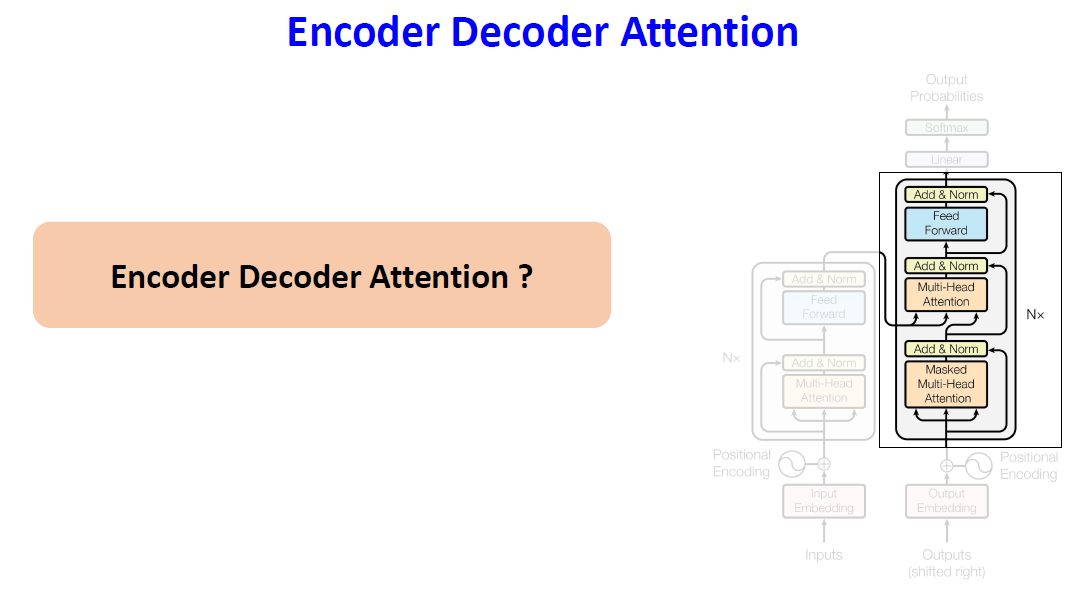 Encoder Decoder Attention
Encoder Decoder Attention ?
Output
Probabilities
Softmax
Linear
Add & Norm
Feed
Forward
Add & Norm
Multi-Head
Attention
Add & Norm
Masked
Multi-Head
Attention
N×
Add & Norm
Feed
Forward
Add & Norm
Multi-Head
Attention
N×
Positional
Encoding
Positional
Encoding
Input
Embedding
Output
Embedding
Inputs
Outputs
(shifted right)